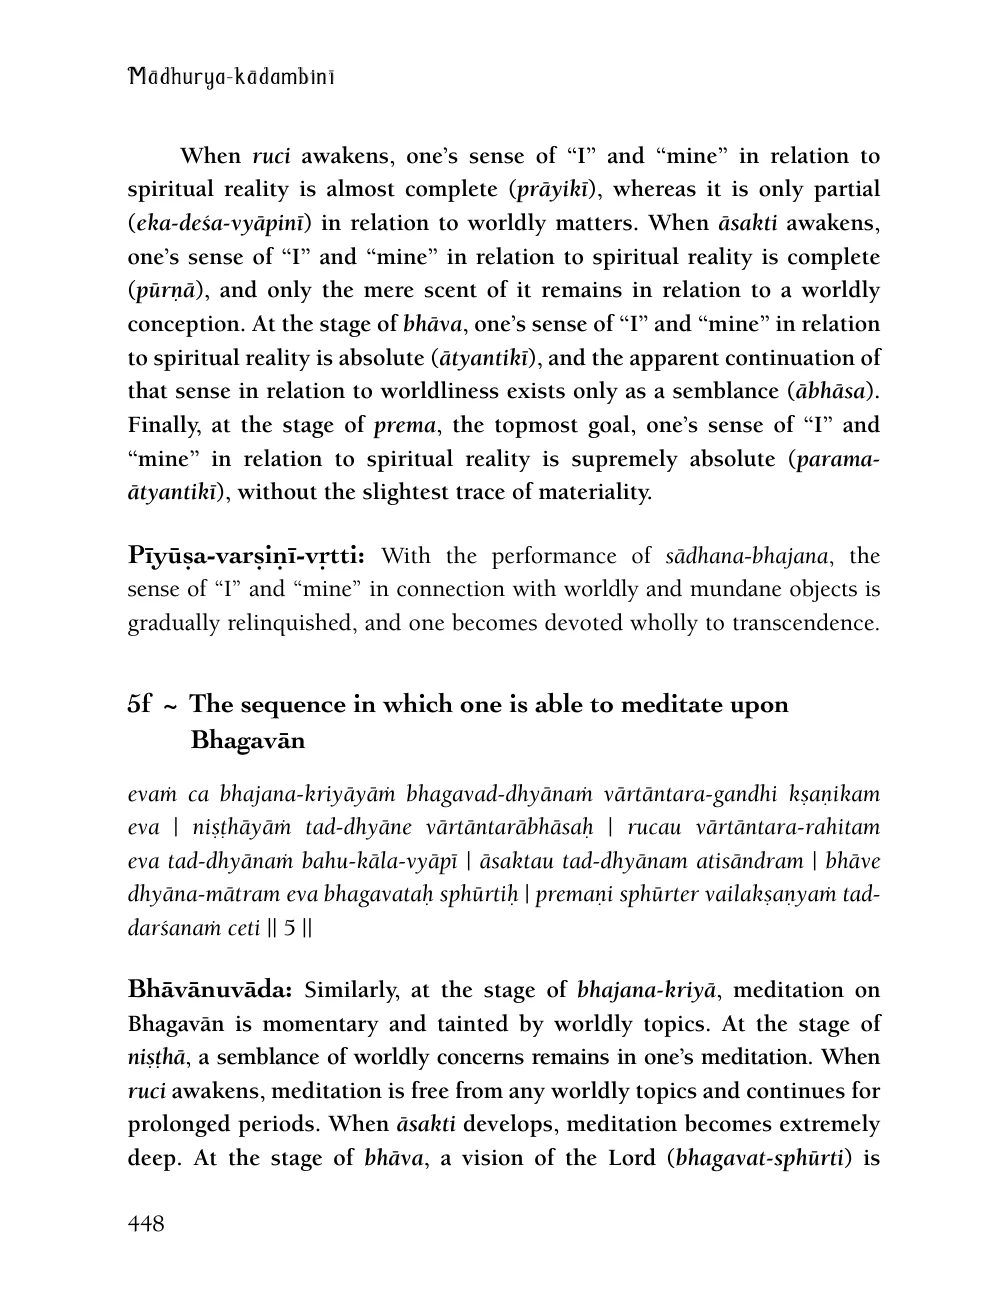 Mādhurya-kādambinī
When ruci awakens, one’s sense of “I” and “mine” in relation to
spiritual reality is almost complete (prāyikī), whereas it is only partial
(eka-deśa-vyāpinī) in relation to worldly matters. When āsakti awakens,
one’s sense of “I” and “mine” in relation to spiritual reality is complete
(pūrṇā), and only the mere scent of it remains in relation to a worldly
conception. At the stage of bhāva, one’s sense of “I” and “mine” in relation
to spiritual reality is absolute (ātyantikī), and the apparent continuation of
that sense in relation to worldliness exists only as a semblance (ābhāsa).
Finally, at the stage of prema, the topmost goal, one’s sense of “I” and
“mine” in relation to spiritual reality is supremely absolute (parama-
ātyantikī), without the slightest trace of materiality.
Pīyūṣa-varṣiṇī-vṛtti: With the performance of sādhana-bhajana, the
sense of “I” and “mine” in connection with worldly and mundane objects is
gradually relinquished, and one becomes devoted wholly to transcendence.
5f ~ The sequence in which one is able to meditate upon
Bhagavān
evaṁ ca bhajana-kriyāyāṁ bhagavad-dhyānaṁ vārtāntara-gandhi kṣaṇikam
eva | niṣṭhāyāṁ tad-dhyāne vārtāntarābhāsaḥ | rucau vārtāntara-rahitam
eva tad-dhyānaṁ bahu-kāla-vyāpī | āsaktau tad-dhyānam atisāndram | bhāve
dhyāna-mātram eva bhagavataḥ sphūrtiḥ | premaṇi sphūrter vailakṣaṇyaṁ tad-
darśanaṁ ceti || 5 ||
Bhāvānuvāda: Similarly, at the stage of bhajana-kriyā, meditation on
Bhagavān is momentary and tainted by worldly topics. At the stage of
niṣṭhā, a semblance of worldly concerns remains in one’s meditation. When
ruci awakens, meditation is free from any worldly topics and continues for
prolonged periods. When āsakti develops, meditation becomes extremely
deep. At the stage of bhāva, a vision of the Lord (bhagavat-sphūrti) is
448